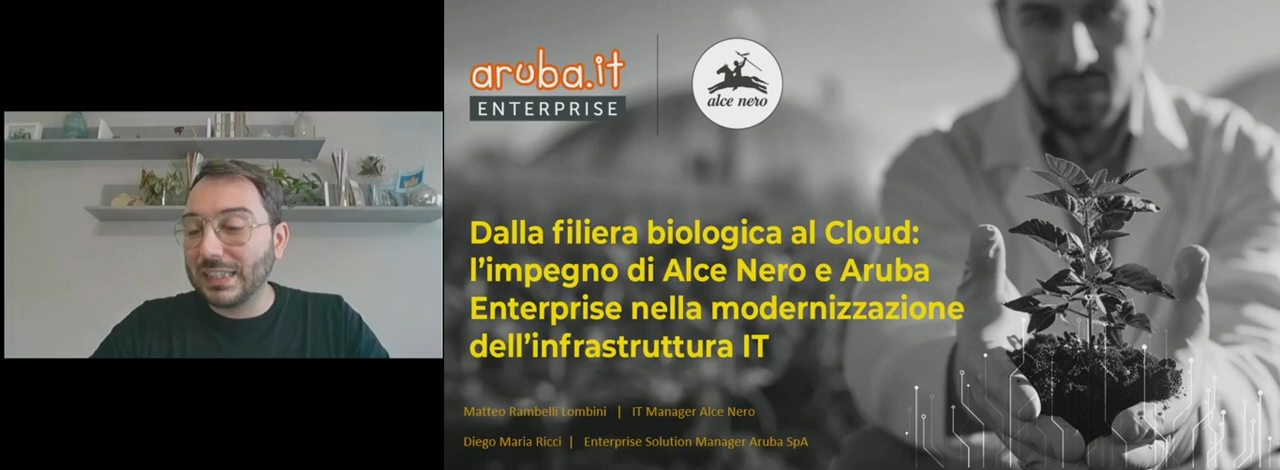 aruba.it
ENTERPRISE
alce nero
Dalla filiera biologica al Cloud:
l’impegno di Alce Nero e Aruba
Enterprise nella modernizzazione
dell’infrastruttura IT
Matteo Rambelli Lombini | IT Manager Alce Nero
Diego Maria Ricci | Enterprise Solution Manager Aruba SpA